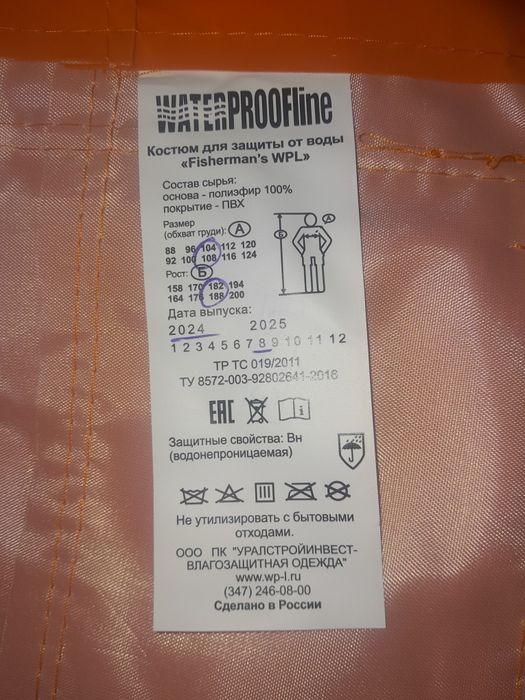 WATERPROOFline
Костюм для защиты от воды
«Fisherman's WPL»
Состав сырья:
основа - полиэфир 100%
покрытие - ПВХ
Размер
(обхват груди): А
88 96 104 112 120
92 100 108 116 124
Рост: Б
158 170 182 194
164 176 188 200
А
Б
Дата выпуска:
2024 2025
1 2 3 4 5 6 7 8 9 10 11 12
ТР ТС 019/2011
ТУ 8572-003-92802641-2016
EAC
i
Защитные свойства: Вн
(водонепроницаемая)
Не утилизировать с бытовыми
отходами.
ООО ПК "УРАЛСТРОЙИНВЕСТ-
ВЛАГОЗАЩИТНАЯ ОДЕЖДА"
www.wp-l.ru
(347) 246-08-00
Сделано в России